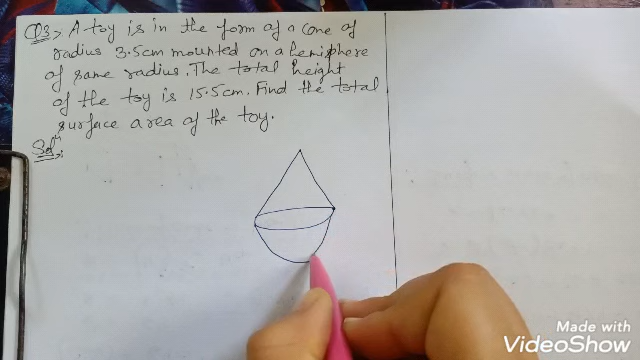 Q3> A toy is in the form of a cone of
radius 3.5cm mounted on a hemisphere
of same radius. The total height
of the toy is 15.5cm. Find the total
surface area of the toy.
Solⁿ:
Made with
VideoShow